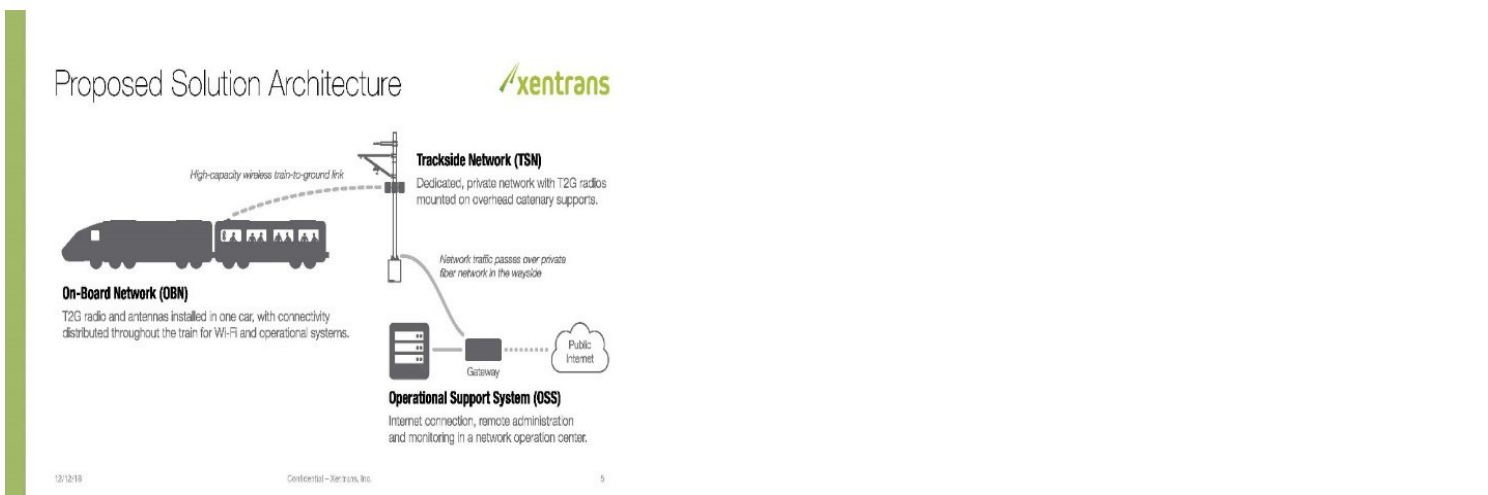 Proposed Solution Architecture
xentrans
High-capacity wireless train-to-ground link
Trackside Network (TSN)
Dedicated, private network with T2G radios
mounted on overhead catenary supports.
Network traffic passes over private
fiber network in the wayside
On-Board Network (OBN)
T2G radio and antennas installed in one car, with connectivity
distributed throughout the train for Wi-Fi and operational systems.
Public
Internet
Gateway
Operational Support System (OSS)
Internet connection, remote administration
and monitoring in a network operation center.
12/12/18
Confidential – Xentrans, Inc.
5